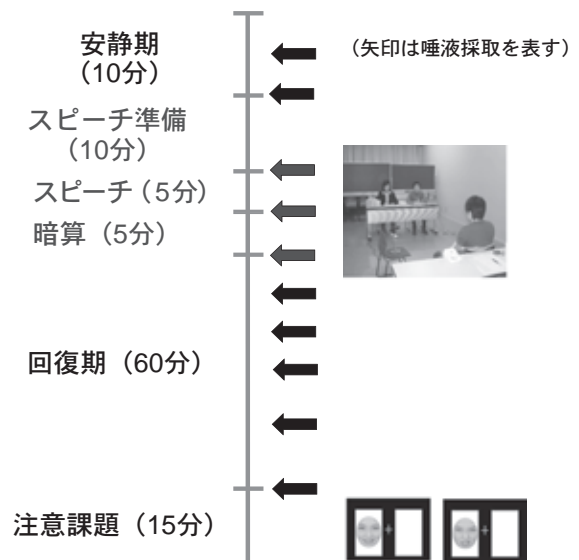 安静期
（10分）
（矢印は唾液採取を表す）
スピーチ準備
（10分）
スピーチ（5分）
暗算（5分）
回復期（60分）
注意課題（15分）